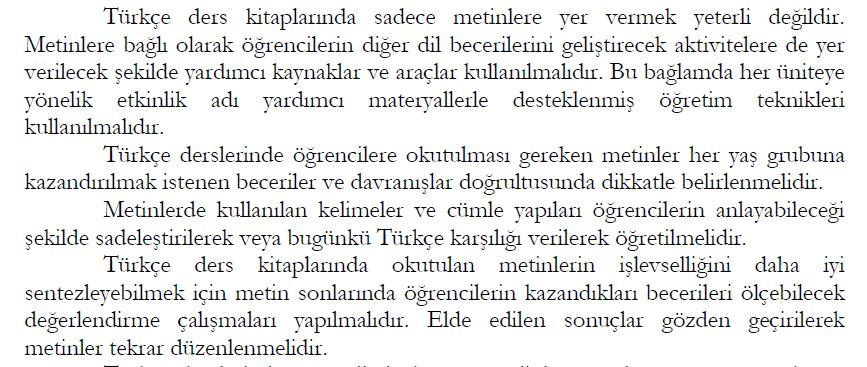 Türkçe ders kitaplarında sadece metinlere yer vermek yeterli değildir.
Metinlere bağlı olarak öğrencilerin diğer dil becerilerini geliştirecek aktivitelere de yer
verilecek şekilde yardımcı kaynaklar ve araçlar kullanılmalıdır. Bu bağlamda her üniteye
yönelik etkinlik adı yardımcı materyallerle desteklenmiş öğretim teknikleri
kullanılmalıdır.
Türkçe derslerinde öğrencilere okutulması gereken metinler her yaş grubuna
kazandırılmak istenen beceriler ve davranışlar doğrultusunda dikkatle belirlenmelidir.
Metinlerde kullanılan kelimeler ve cümle yapıları öğrencilerin anlayabileceği
şekilde sadeleştirilerek veya bugünkü Türkçe karşılığı verilerek öğretilmelidir.
Türkçe ders kitaplarında okutulan metinlerin işlevselliğini daha iyi
sentezleyebilmek için metin sonlarında öğrencilerin kazandıkları becerileri ölçebilecek
değerlendirme çalışmaları yapılmalıdır. Elde edilen sonuçlar gözden geçirilerek
metinler tekrar düzenlenmelidir.